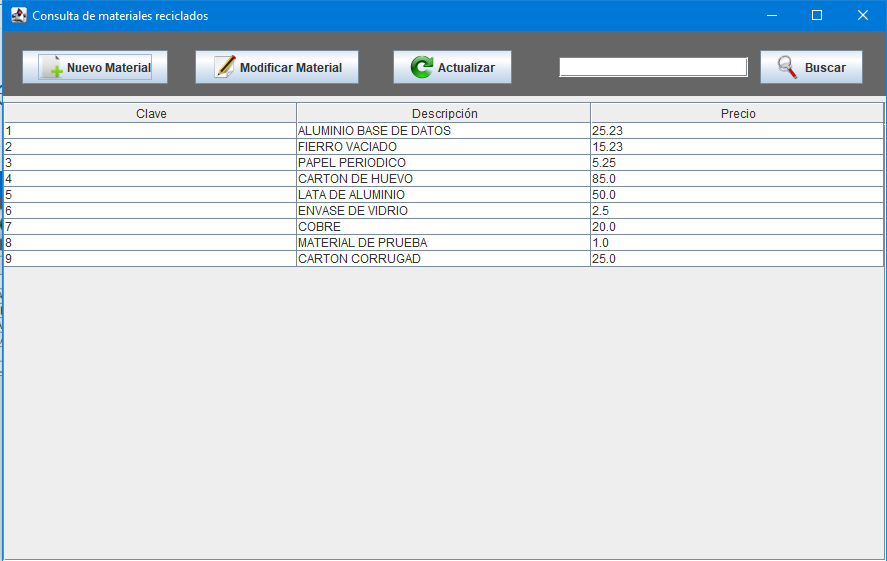 Consulta de materiales reciclados
Nuevo Material Modificar Material Actualizar Buscar
Clave Descripción Precio
1 ALUMINIO BASE DE DATOS 25.23
2 FIERRO VACIADO 15.23
3 PAPEL PERIODICO 5.25
4 CARTON DE HUEVO 85.0
5 LATA DE ALUMINIO 50.0
6 ENVASE DE VIDRIO 2.5
7 COBRE 20.0
8 MATERIAL DE PRUEBA 1.0
9 CARTON CORRUGAD 25.0